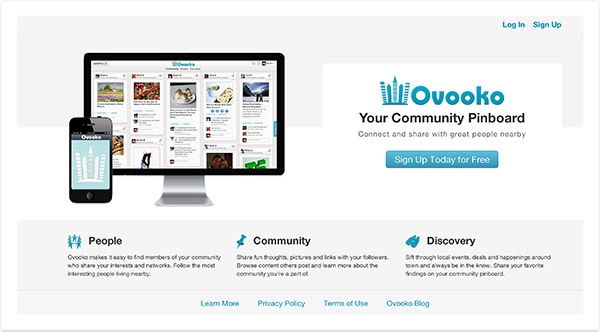 Log In Sign Up
Ovooko
Ovooko
Your Community Pinboard
Connect and share with great people nearby
Sign Up Today for Free
Ovooko
People
Ovooko makes it easy to find members of your community
who share your interests and networks. Follow the most
interesting people living nearby.
Community
Share fun thoughts, pictures and links with your followers.
Browse content others post and learn more about the
community you're a part of.
Discovery
Sift through local events, deals and happenings around
town and always be in the know. Share your favorite
findings on your community pinboard.
Learn More Privacy Policy Terms of Use Ovooko Blog